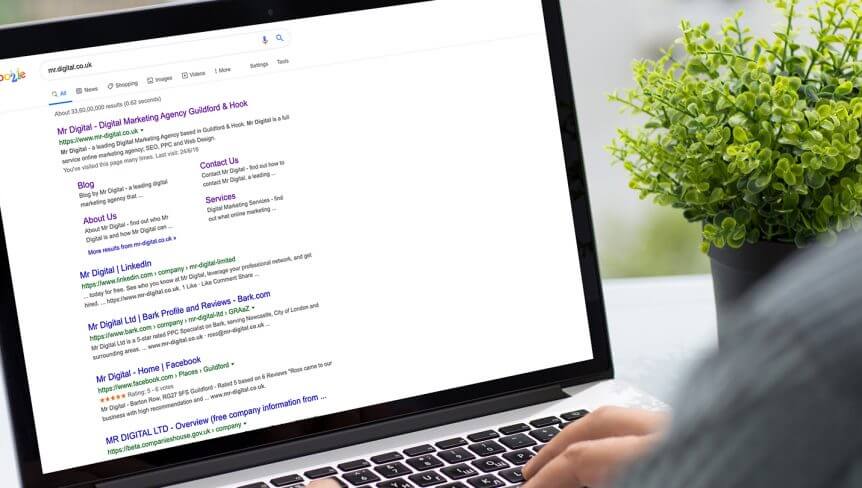 mr.digital.co.uk
All News Shopping Images Videos More Settings Tools
About 33,60,00,000 results (0.62 seconds)
Mr Digital - Digital Marketing Agency Guildford & Hook
https://www.mr-digital.co.uk
Mr Digital - a leading Digital Marketing Agency based in Guildford & Hook. Mr Digital is a full
service online marketing agency; SEO, PPC and Web Design.
You've visited this page many times. Last visit: 24/6/18
Blog
Blog by Mr Digital - a leading digital
marketing agency that ...
Contact Us
Contact Mr Digital - find out how to
contact Mr Digital, a leading ...
About Us
About Mr Digital - find out who Mr
Digital is and how Mr Digital can ...
Services
Digital Marketing Services - find
out what online marketing ...
More results from mr-digital.co.uk »
Mr Digital | LinkedIn
https://www.linkedin.com › company › mr-digital-limited
... today for free. See who you know at Mr Digital, leverage your professional network, and get
hired. ... https://www.mr-digital.co.uk. 1 Like · Like Comment Share ...
Mr Digital Ltd | Bark Profile and Reviews - Bark.com
https://www.bark.com › company › mr-digital-ltd › GRAaZ
Mr Digital Ltd is a 5-star rated PPC Specialist on Bark, serving Newcastle, City of London and
surrounding areas. ... www.mr-digital.co.uk · ross@mr-digital.co.uk ...
Mr Digital - Home | Facebook
https://www.facebook.com › Places › Guildford
Rating: 5 - 6 votes
Mr Digital - Barton Row, RG27 9FS Guildford - Rated 5 based on 6 Reviews "Ross came to our
business with high recommendation and ... www.mr-digital.co.uk.
MR DIGITAL LTD - Overview (free company information from ...
https://beta.companieshouse.gov.uk › company